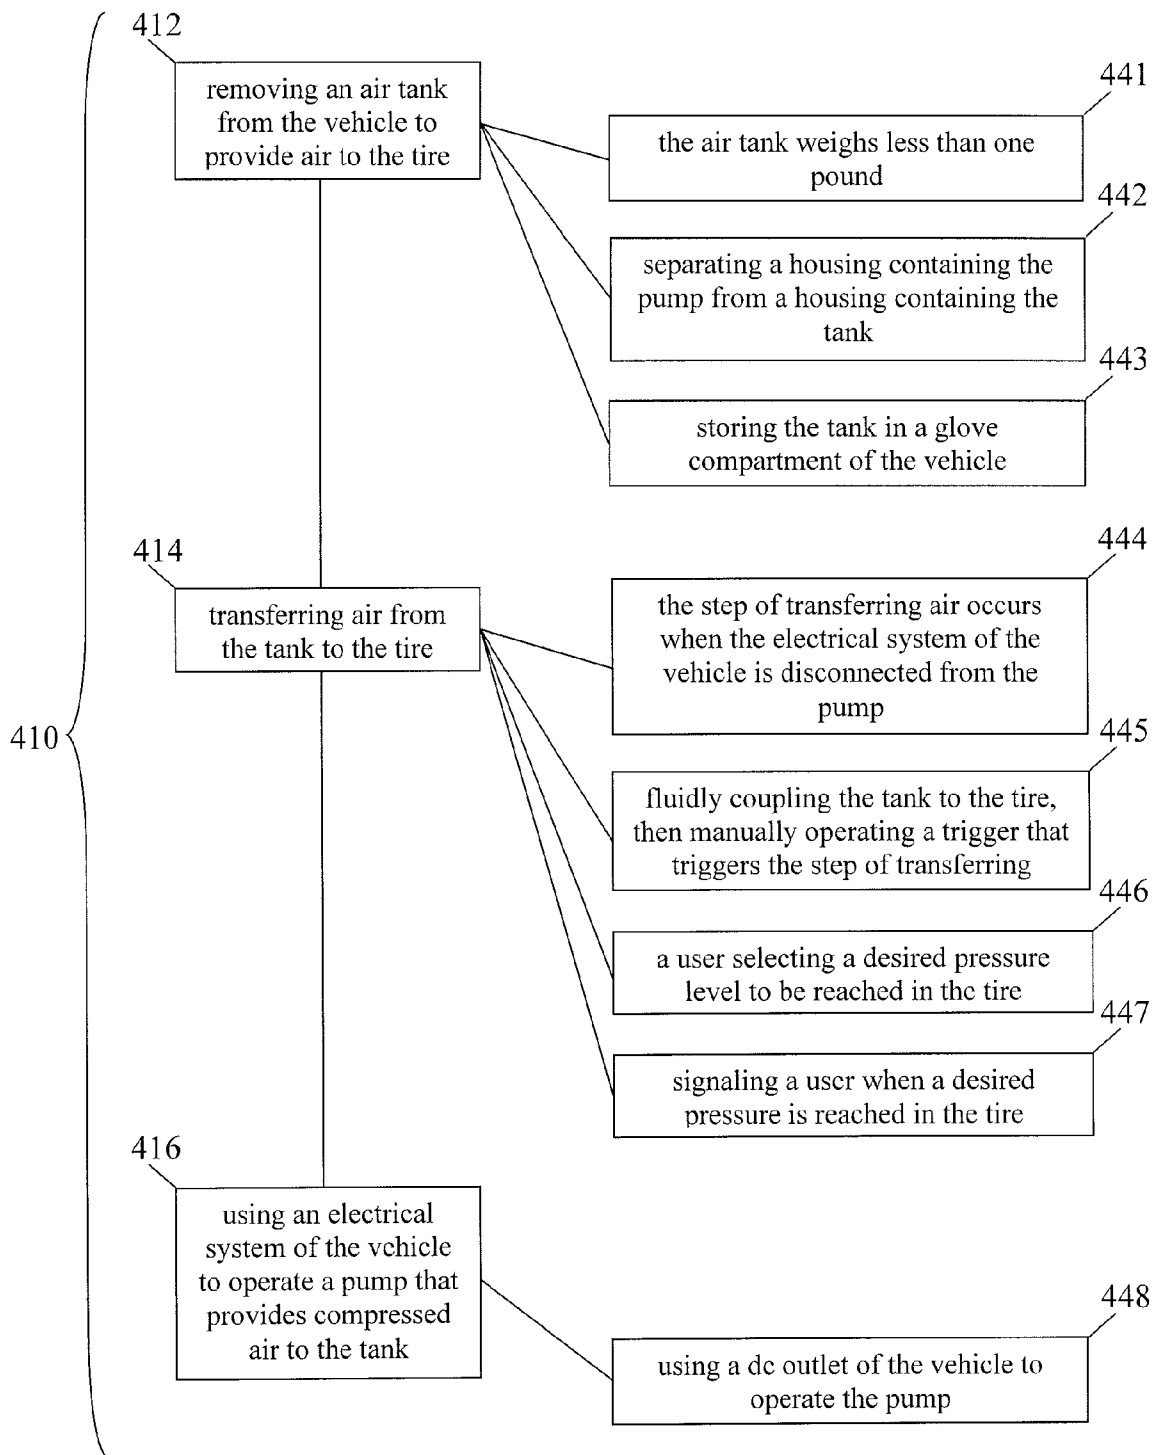 412
removing an air tank
from the vehicle to
provide air to the tire
441
the air tank weighs less than one
pound
442
separating a housing containing the
pump from a housing containing the
tank
443
storing the tank in a glove
compartment of the vehicle
414
transferring air from
the tank to the tire
444
the step of transferring air occurs
when the electrical system of the
vehicle is disconnected from the
pump
410
445
fluidly coupling the tank to the tire,
then manually operating a trigger that
triggers the step of transferring
446
a user selecting a desired pressure
level to be reached in the tire
447
signaling a user when a desired
pressure is reached in the tire
416
using an electrical
system of the vehicle
to operate a pump that
provides compressed
air to the tank
448
using a dc outlet of the vehicle to
operate the pump